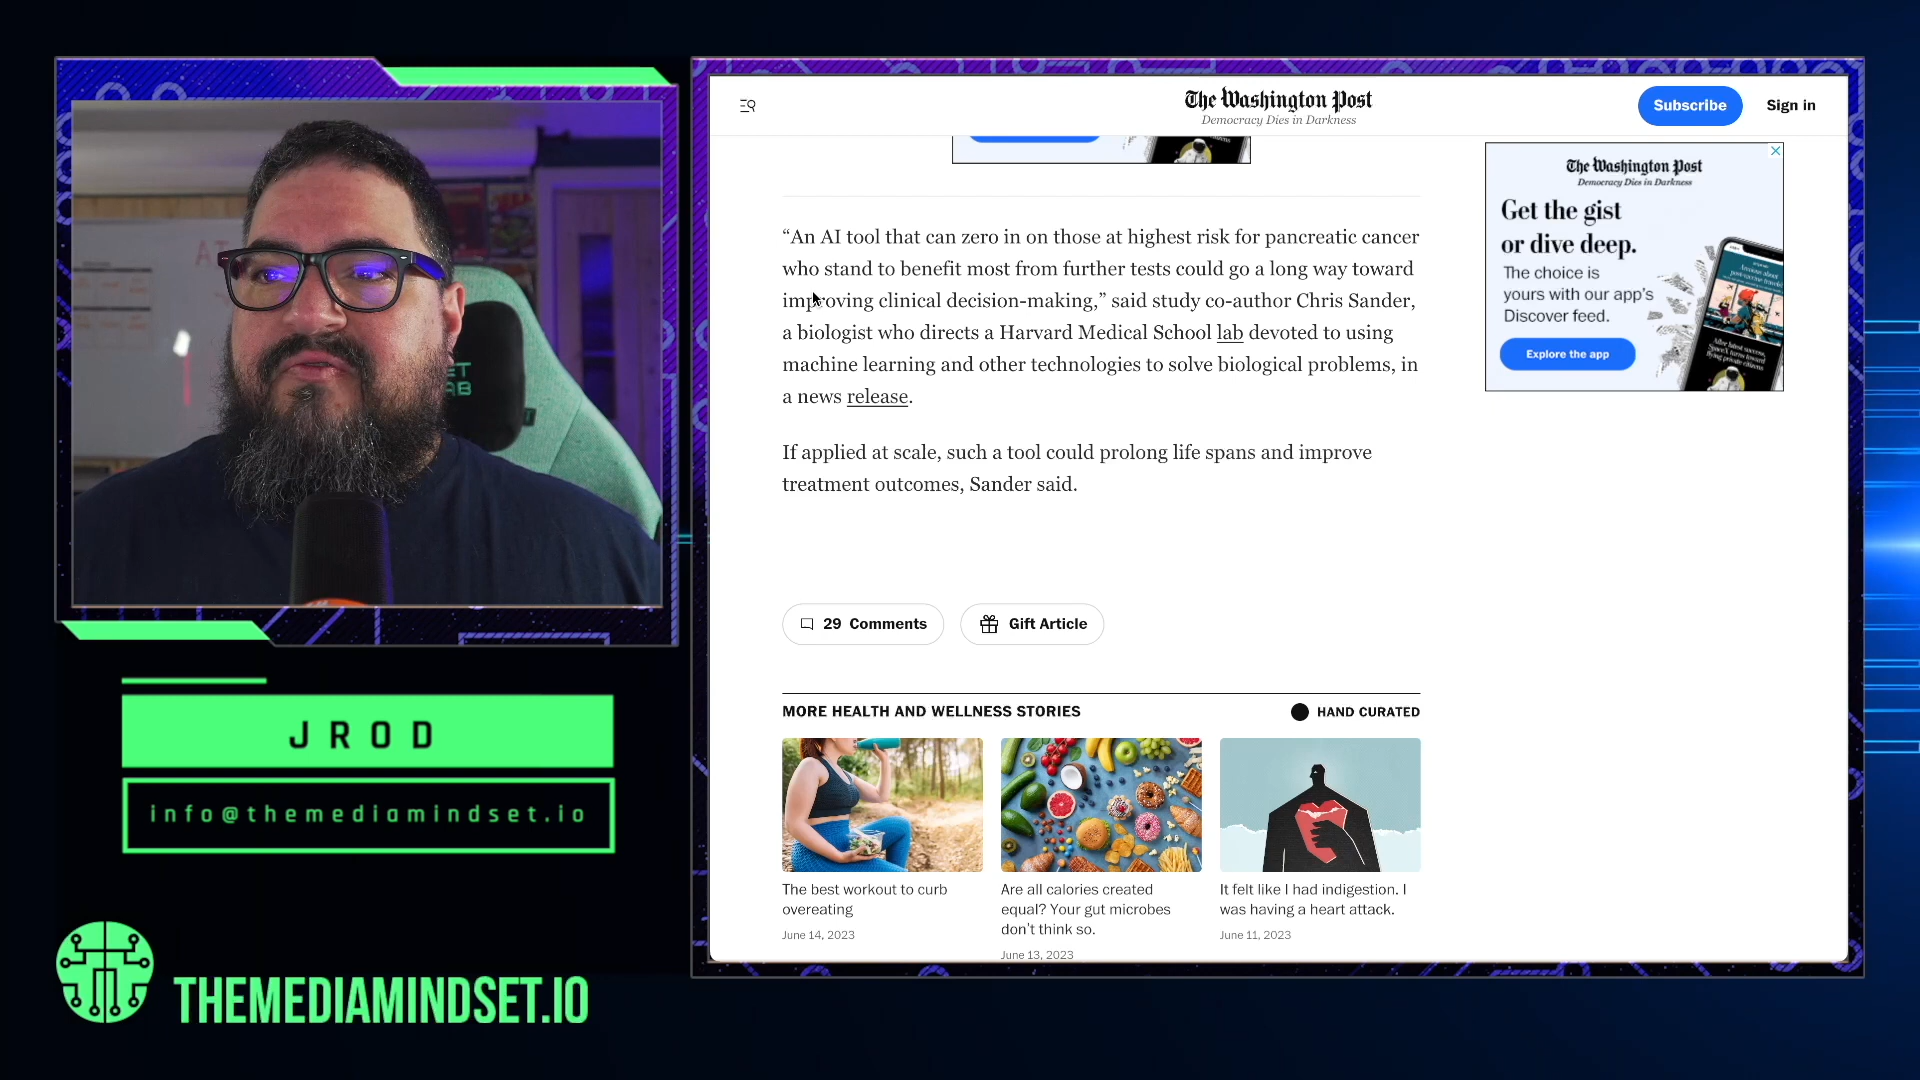 The Washington Post
Democracy Dies in Darkness
Subscribe
Sign in
“An AI tool that can zero in on those at highest risk for pancreatic cancer
who stand to benefit most from further tests could go a long way toward
improving clinical decision-making,” said study co-author Chris Sander,
a biologist who directs a Harvard Medical School lab devoted to using
machine learning and other technologies to solve biological problems, in
a news release.
If applied at scale, such a tool could prolong life spans and improve
treatment outcomes, Sander said.
29 Comments
Gift Article
MORE HEALTH AND WELLNESS STORIES
HAND CURATED
The best workout to curb
overeating
June 14, 2023
Are all calories created
equal? Your gut microbes
don’t think so.
June 13, 2023
It felt like I had indigestion. I
was having a heart attack.
June 11, 2023
The Washington Post
Democracy Dies in Darkness
Get the gist
or dive deep.
The choice is
yours with our app’s
Discover feed.
Explore the app
JROD
info@themediamindset.io
THEMEDIAMINDSET.IO